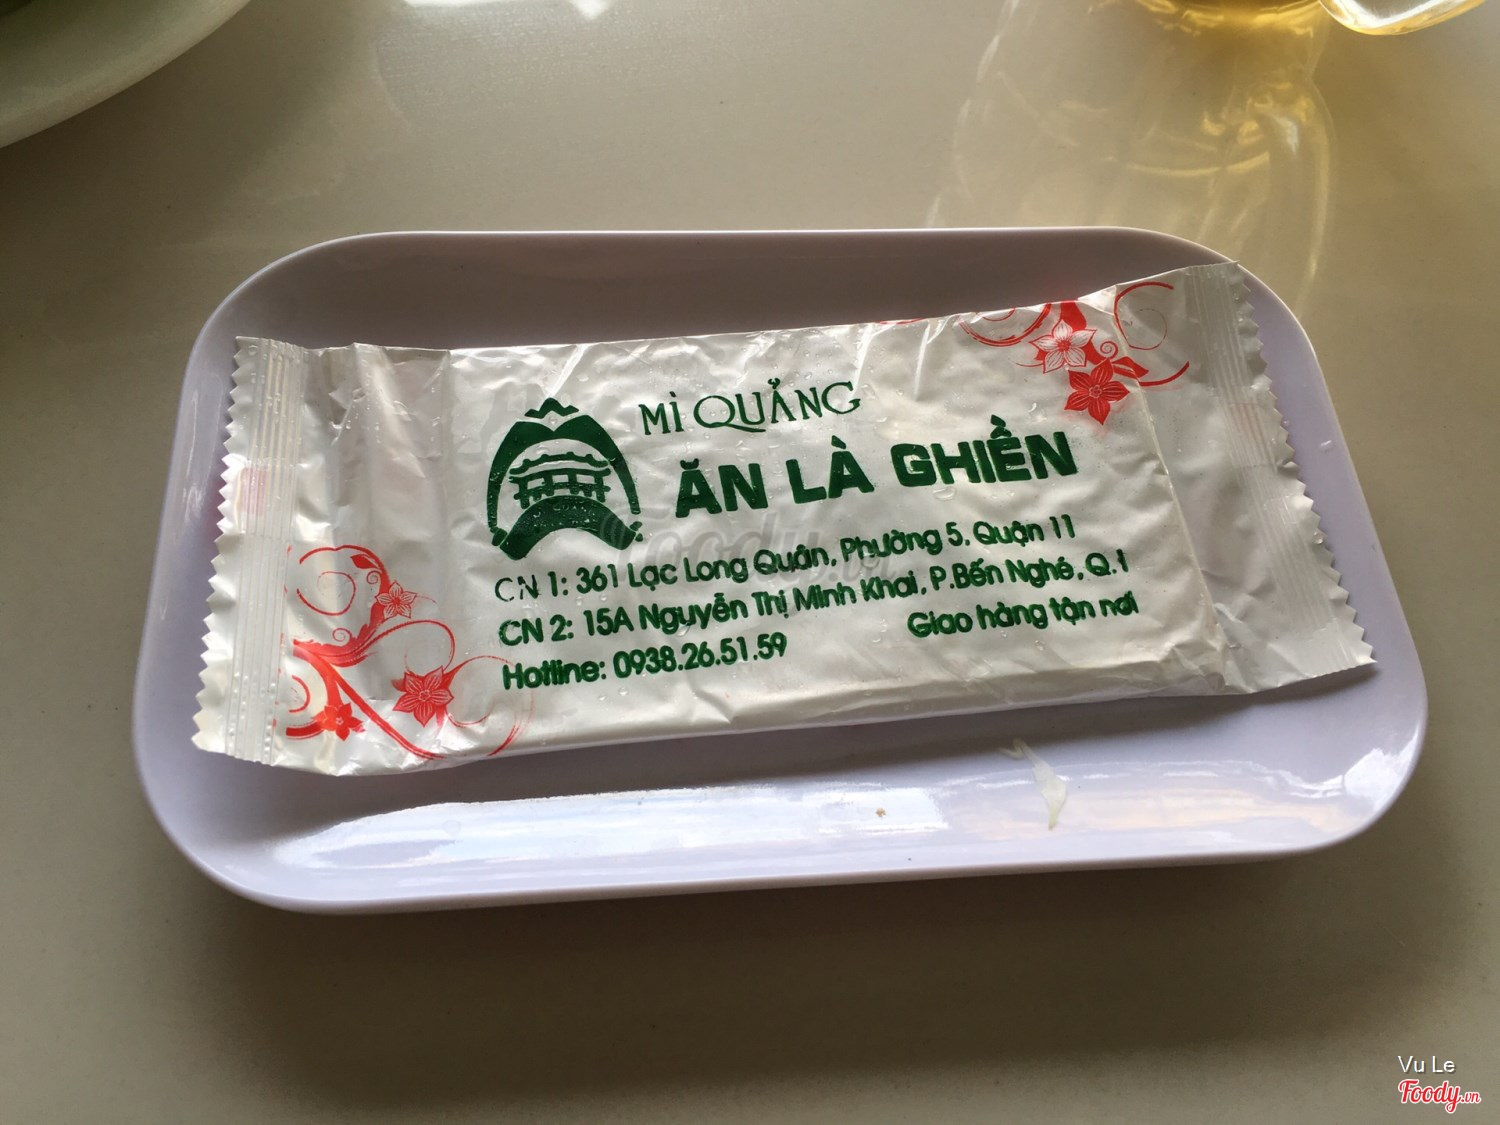 MÌ QUẢNG
ĂN LÀ GHIỀN
CN 1: 361 Lạc Long Quân, Phường 5, Quận 11
CN 2: 15A Nguyễn Thị Minh Khai, P.Bến Nghé, Q.1
Hotline: 0938.26.51.59 Giao hàng tận nơi
Foody.vn
Vu Le
Foody.vn